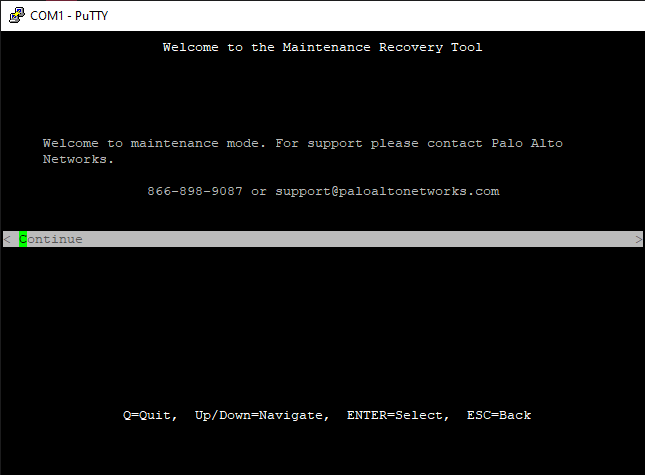 COM1 - PuTTY
Welcome to the Maintenance Recovery Tool
Welcome to maintenance mode. For support please contact Palo Alto
Networks.
866-898-9087 or support@paloaltonetworks.com
< Continue >
Q=Quit, Up/Down=Navigate, ENTER=Select, ESC=Back